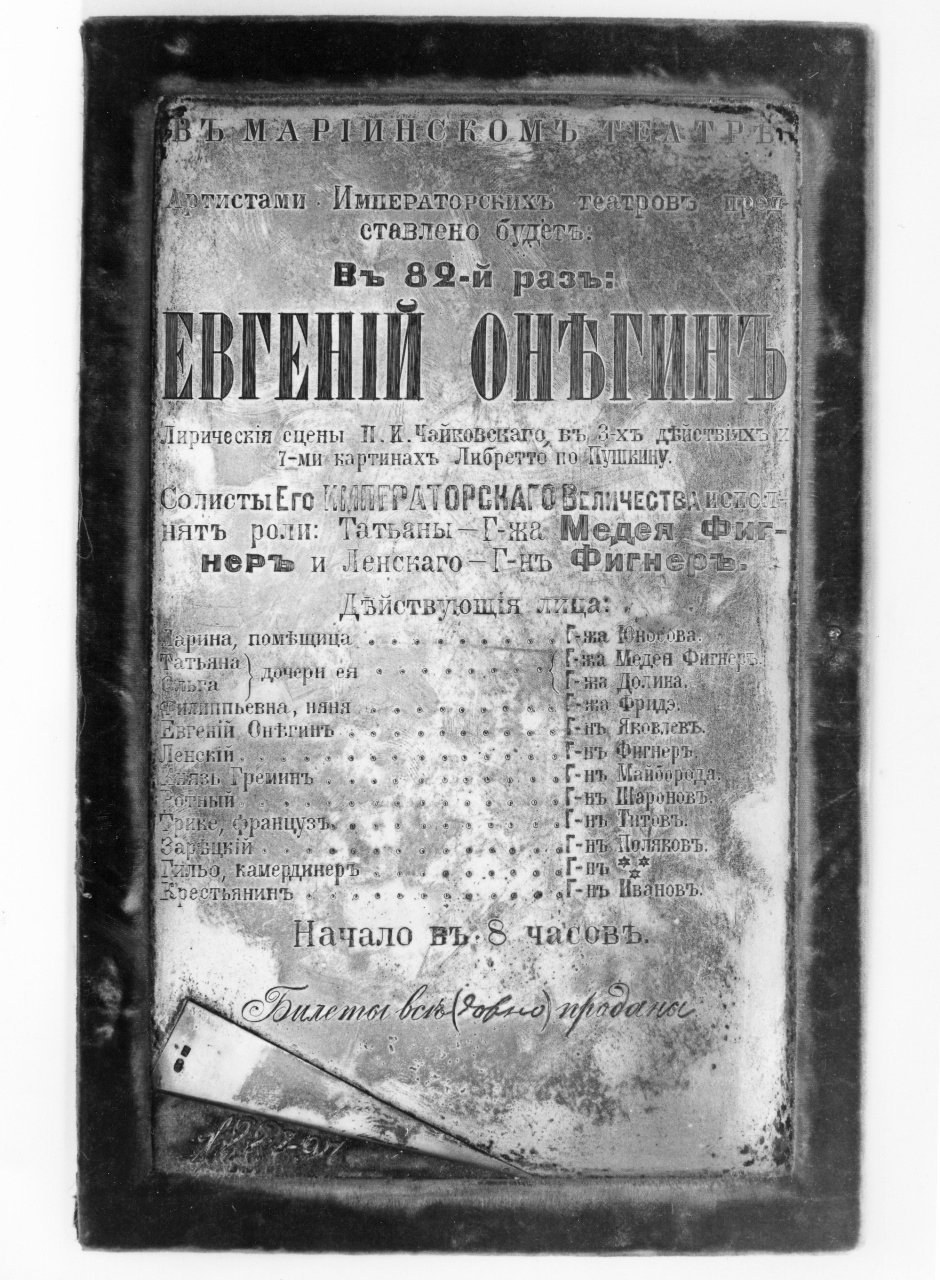 ВЪ МАРІИНСКОМЪ ТЕАТРѢ
Артистами Императорскихъ театровъ пред-
ставлено будетъ:
Въ 82-й разъ:
ЕВГЕНІЙ ОНѢГИНЪ
Лирическія сцены П. И. Чайковскаго, въ 3-хъ дѣйствіяхъ и
7-ми картинахъ Либретто по Пушкину.
Солисты Его ИМПЕРАТОРСКАГО Величества испол-
нятъ роли: Татьяны—Г-жа Медея Фиг-
неръ и Ленскаго—Г-нъ Фигнеръ.
Дѣйствующія лица:
Ларина, помѣщица . . . . . . . . . Г-жа Юносова.
Татьяна } дочери ея . . . . . . . { Г-жа Медея Фигнеръ.
Ольга Г-жа Долина.
Филиппьевна, няня . . . . . . . . . Г-жа Фридэ.
Евгеній Онѣгинъ . . . . . . . . . . Г-нъ Яковлевъ.
Ленскій . . . . . . . . . . . . . . . Г-нъ Фигнеръ.
Князь Греминъ . . . . . . . . . . . Г-нъ Майборода.
Ротный . . . . . . . . . . . . . . . Г-нъ Шароновъ.
Трике, французъ . . . . . . . . . . Г-нъ Титовъ.
Зарѣцкій . . . . . . . . . . . . . . Г-нъ Поляковъ.
Гильо, камердинеръ . . . . . . . . . Г-нъ ***
Крестьянинъ . . . . . . . . . . . . Г-нъ Ивановъ.
Начало въ 8 часовъ.
Билеты всѣ (давно) проданы